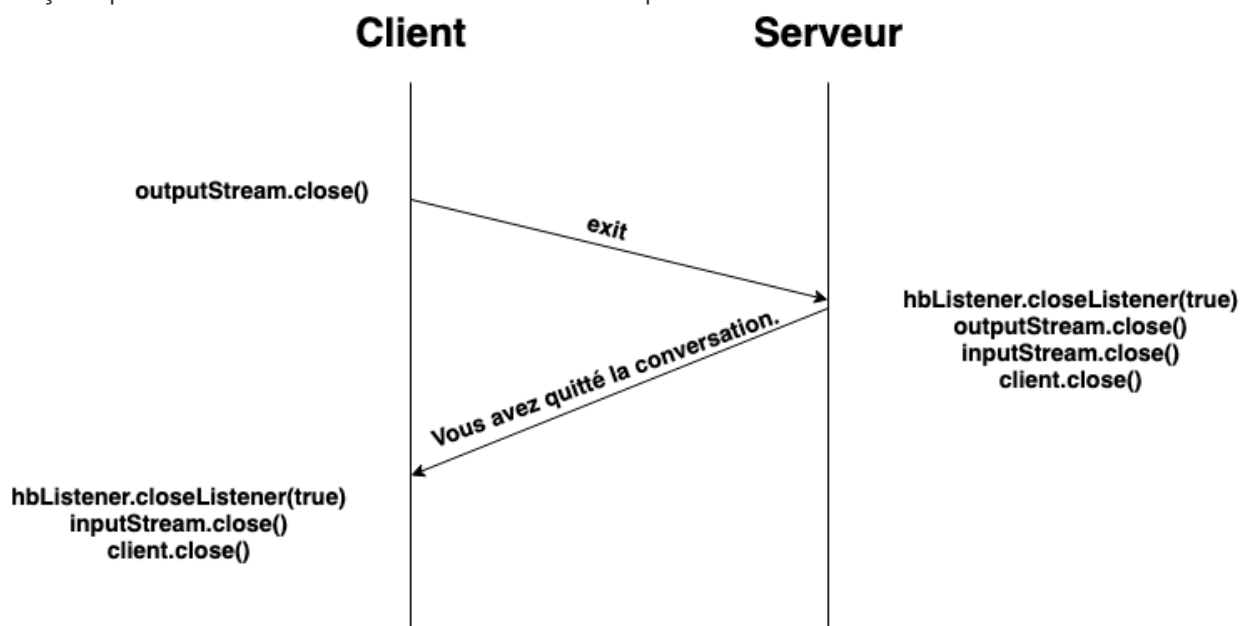 Client
Serveur
outputStream.close()
exit
hbListener.closeListener(true)
outputStream.close()
inputStream.close()
client.close()
Vous avez quitté la conversation.
hbListener.closeListener(true)
inputStream.close()
client.close()